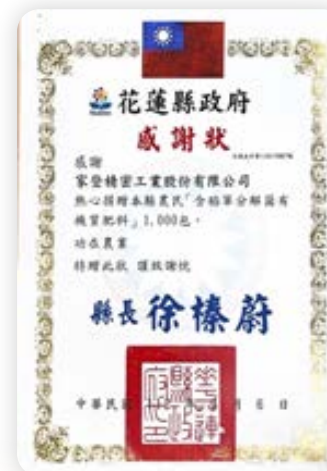 花蓮縣政府
感謝狀
感謝
家登精密工業股份有限公司
熱心捐贈本縣農民「含枯草分解菌有
機質肥料」1,000包。
功在農業
特贈此狀 謹致謝忱
縣長 徐榛蔚
中華民國 月 6 日